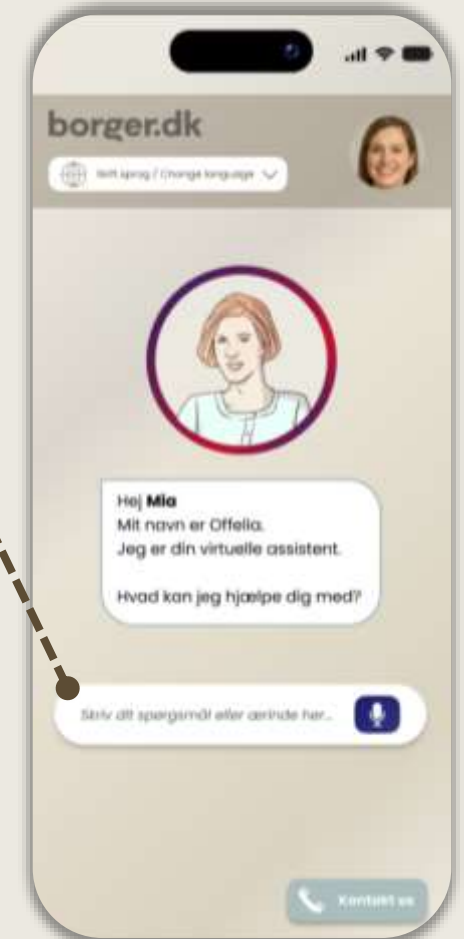 borger.dk
Skift sprog / Change language
Hej Mia
Mit navn er Offelia.
Jeg er din virtuelle assistent.
Hvad kan jeg hjælpe dig med?
Skriv dit spørgsmål eller ærinde her...
Kontakt os